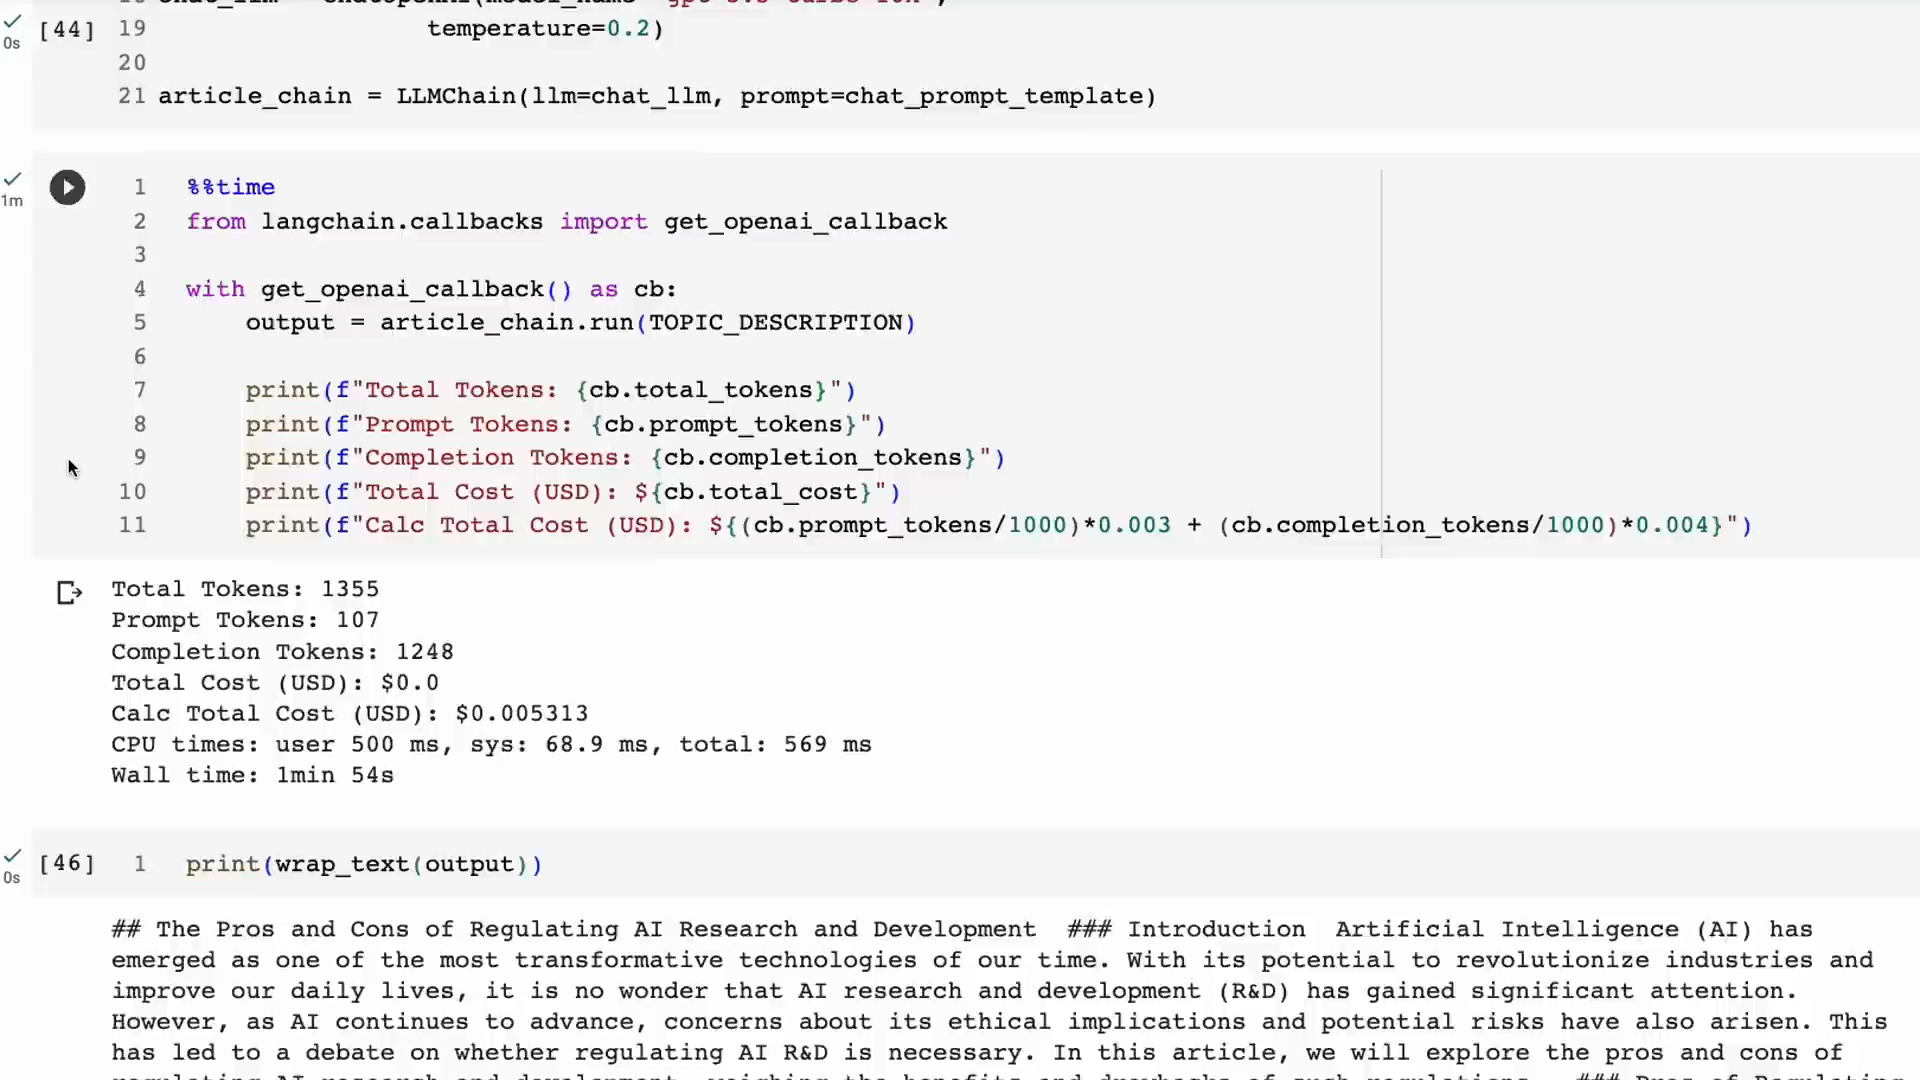 [44] 19 temperature=0.2)
0s
20
21 article_chain = LLMChain(llm=chat_llm, prompt=chat_prompt_template)
1m
1 %%time
2 from langchain.callbacks import get_openai_callback
3
4 with get_openai_callback() as cb:
5 output = article_chain.run(TOPIC_DESCRIPTION)
6
7 print(f"Total Tokens: {cb.total_tokens}")
8 print(f"Prompt Tokens: {cb.prompt_tokens}")
9 print(f"Completion Tokens: {cb.completion_tokens}")
10 print(f"Total Cost (USD): ${cb.total_cost}")
11 print(f"Calc Total Cost (USD): ${(cb.prompt_tokens/1000)*0.003 + (cb.completion_tokens/1000)*0.004}")
Total Tokens: 1355
Prompt Tokens: 107
Completion Tokens: 1248
Total Cost (USD): $0.0
Calc Total Cost (USD): $0.005313
CPU times: user 500 ms, sys: 68.9 ms, total: 569 ms
Wall time: 1min 54s
[46] 1 print(wrap_text(output))
0s
## The Pros and Cons of Regulating AI Research and Development ### Introduction Artificial Intelligence (AI) has
emerged as one of the most transformative technologies of our time. With its potential to revolutionize industries and
improve our daily lives, it is no wonder that AI research and development (R&D) has gained significant attention.
However, as AI continues to advance, concerns about its ethical implications and potential risks have also arisen. This
has led to a debate on whether regulating AI R&D is necessary. In this article, we will explore the pros and cons of